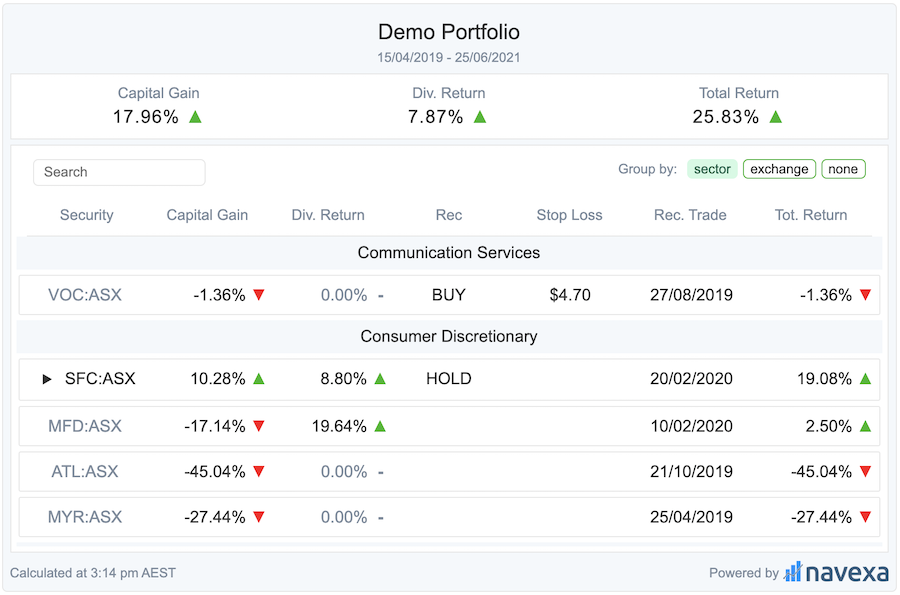 Demo Portfolio
15/04/2019 - 25/06/2021
Capital Gain Div. Return Total Return
17.96% ▲ 7.87% ▲ 25.83% ▲
Search Group by: sector exchange none
Security Capital Gain Div. Return Rec Stop Loss Rec. Trade Tot. Return
Communication Services
VOC:ASX -1.36% ▼ 0.00% - BUY $4.70 27/08/2019 -1.36% ▼
Consumer Discretionary
▶ SFC:ASX 10.28% ▲ 8.80% ▲ HOLD 20/02/2020 19.08% ▲
MFD:ASX -17.14% ▼ 19.64% ▲ 10/02/2020 2.50% ▲
ATL:ASX -45.04% ▼ 0.00% - 21/10/2019 -45.04% ▼
MYR:ASX -27.44% ▼ 0.00% - 25/04/2019 -27.44% ▼
Calculated at 3:14 pm AEST Powered by navexa